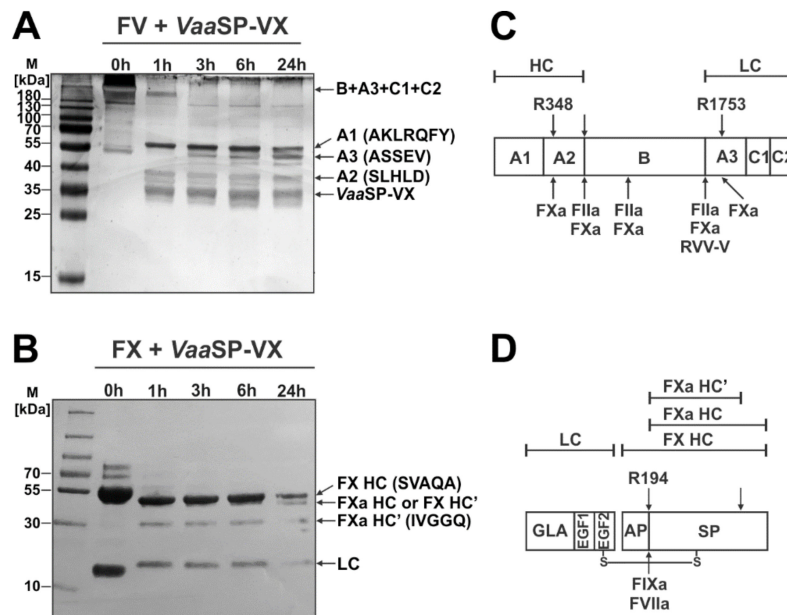 A
FV + VaaSP-VX
M
[kDa]
0h 1h 3h 6h 24h
180
130
100
70
55
40
35
25
15
B+A3+C1+C2
A1 (AKLRQFY)
A3 (ASSEV)
A2 (SLHLD)
VaaSP-VX
B
FX + VaaSP-VX
M
[kDa]
0h 1h 3h 6h 24h
70
55
30
10
FX HC (SVAQA)
FXa HC or FX HC'
FXa HC' (IVGGQ)
LC
C
HC LC
R348 R1753
A1 A2 B A3 C1 C2
FXa FIIa FIIa FIIa FXa
FXa FXa FXa
RVV-V
D
FXa HC'
FXa HC
LC FX HC
R194
GLA EGF1 EGF2 AP SP
S S
FIXa
FVIIa